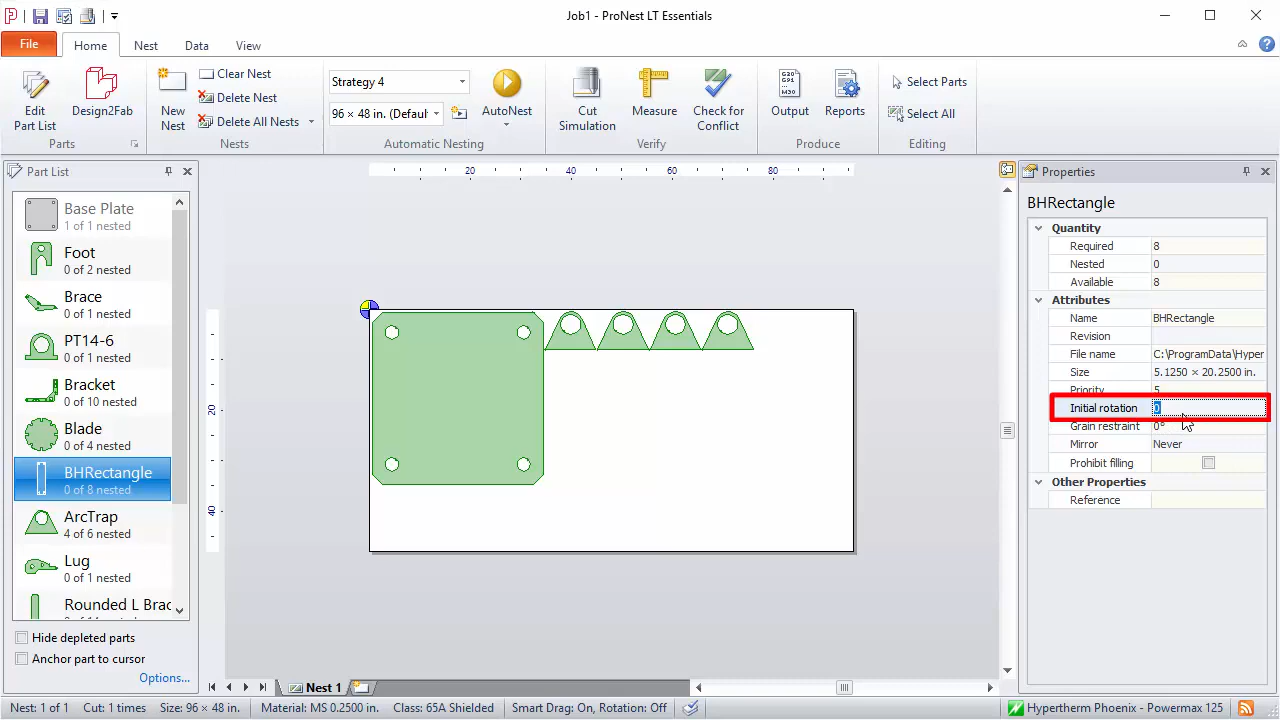 Job1 - ProNest LT Essentials
File
Home
Nest
Data
View
Edit
Part List
Design2Fab
Parts
New
Nest
Clear Nest
Delete Nest
Delete All Nests
Nests
Strategy 4
96 × 48 in. (Defaul
AutoNest
Automatic Nesting
Cut
Simulation
Measure
Check for
Conflict
Verify
G20
G91
M30
Output
Reports
Produce
Select Parts
Select All
Editing
Part List
Base Plate
1 of 1 nested
Foot
0 of 2 nested
Brace
0 of 1 nested
PT14-6
0 of 1 nested
Bracket
0 of 10 nested
Blade
0 of 4 nested
BHRectangle
0 of 8 nested
ArcTrap
4 of 6 nested
Lug
0 of 1 nested
Rounded L Brac
Hide depleted parts
Anchor part to cursor
Options...
20
40
60
80
20
40
Nest 1
Properties
BHRectangle
Quantity
Required 8
Nested 0
Available 8
Attributes
Name BHRectangle
Revision
File name C:\ProgramData\Hyper
Size 5.1250 × 20.2500 in.
Priority 5
Initial rotation 0
Grain restraint 0°
Mirror Never
Prohibit filling
Other Properties
Reference
Nest: 1 of 1 Cut: 1 times Size: 96 × 48 in. Material: MS 0.2500 in. Class: 65A Shielded Smart Drag: On, Rotation: Off Hypertherm Phoenix - Powermax 125